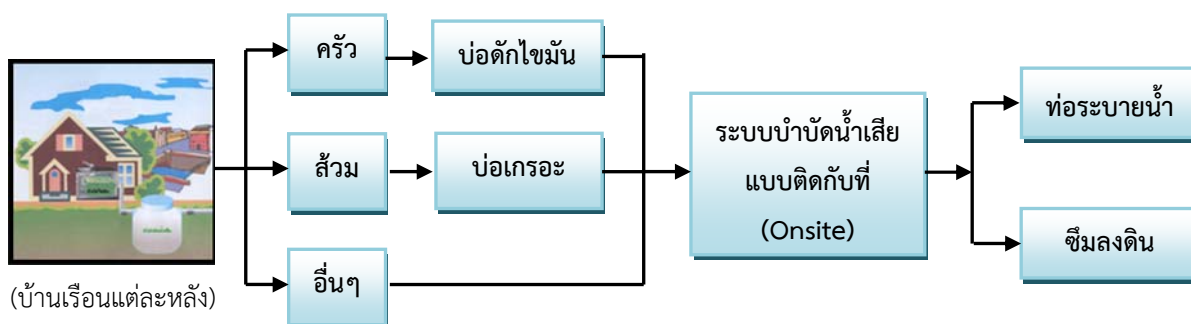 ครัว
บ่อดักไขมัน
ส้วม
บ่อเกรอะ
อื่นๆ
(บ้านเรือนแต่ละหลัง)
ระบบบำบัดน้ำเสีย
แบบติดกับที่
(Onsite)
ท่อระบายน้ำ
ซึมลงดิน